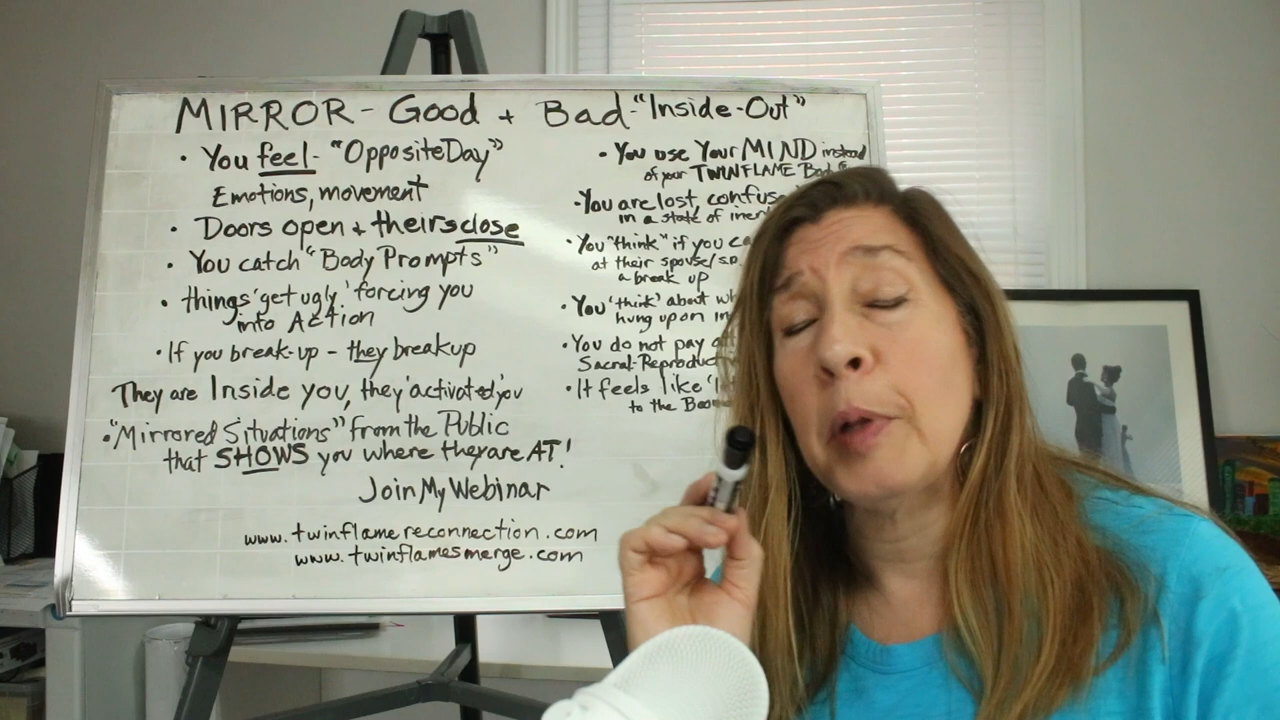 MIRROR - Good + Bad - "Inside-Out"
• You feel - "Opposite Day"
Emotions, movement
• Doors open + theirs close
• You catch "Body Prompts"
• things 'get ugly' forcing you
into Action
• If you break-up - they breakup
They are Inside you, they 'activated' you
• "Mirrored Situations" from the Public
that SHOWS you where they are AT!
Join My Webinar
www.twinflamereconnection.com
www.twinflamesmerge.com
• You use Your MIND instead
of your TWINFLAME
• You are lost,
in a state of
• You "think" if you
at their spouse/
a break up
• You 'think' about
hung up on
• You do not pay
Sacral-
• It feels like
to the